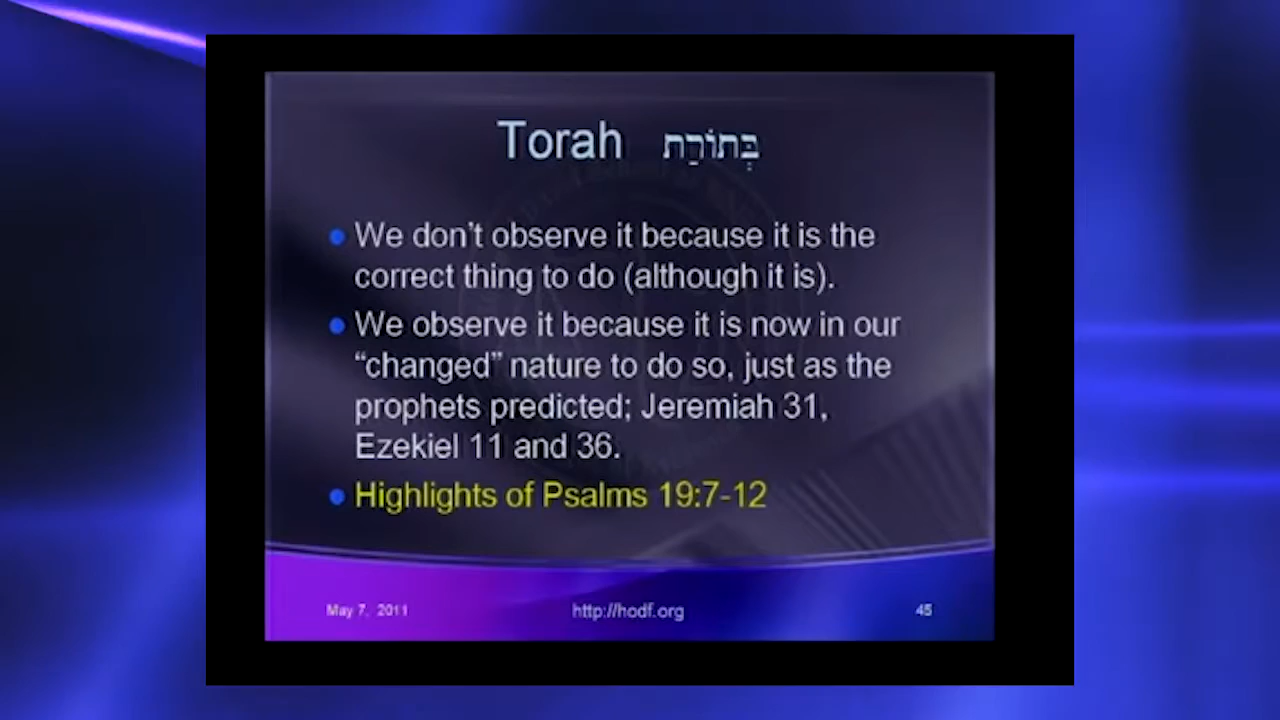 Torah בְּתוֹרַת
We don't observe it because it is the
correct thing to do (although it is).
We observe it because it is now in our
“changed” nature to do so, just as the
prophets predicted; Jeremiah 31,
Ezekiel 11 and 36.
Highlights of Psalms 19:7-12
May 7, 2011 http://hodf.org 45